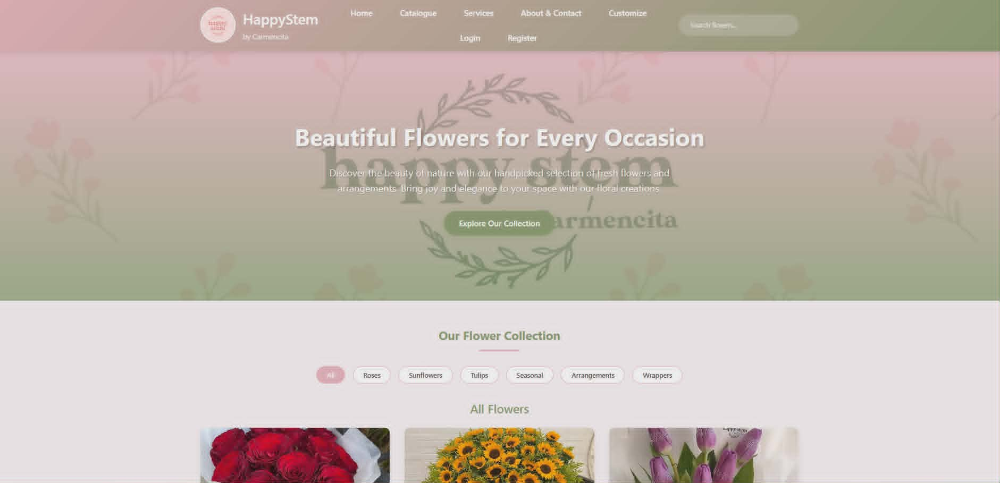 happy
stem
HappyStem
by Carmencita
Home Catalogue Services About & Contact Customize
Login Register
Search flowers...
Beautiful Flowers for Every Occasion
happy stem
Discover the beauty of nature with our handpicked selection of fresh flowers and
arrangements. Bring joy and elegance to your space with our floral creations.
armencita
Explore Our Collection
Our Flower Collection
All Roses Sunflowers Tulips Seasonal Arrangements Wrappers
All Flowers
happy stem